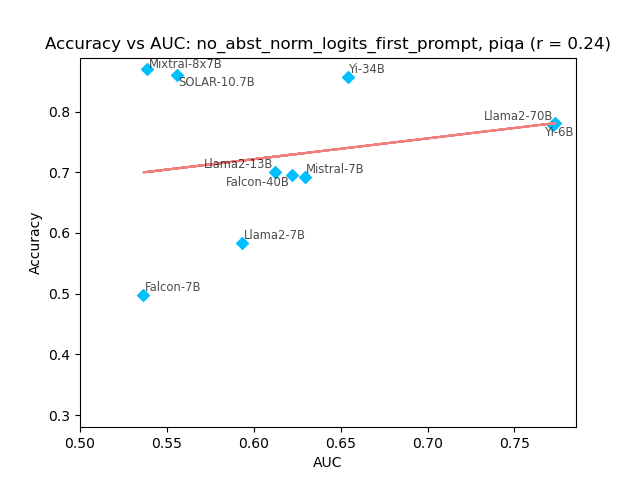 Accuracy vs AUC: no_abst_norm_logits_first_prompt, piqa (r = 0.24)
Mixtral-8x7B
SOLAR-10.7B
Yi-34B
Llama2-70B
Yi-6B
Llama2-13B
Mistral-7B
Falcon-40B
Llama2-7B
Falcon-7B
Accuracy
0.8
0.7
0.6
0.5
0.4
0.3
0.50 0.55 0.60 0.65 0.70 0.75
AUC